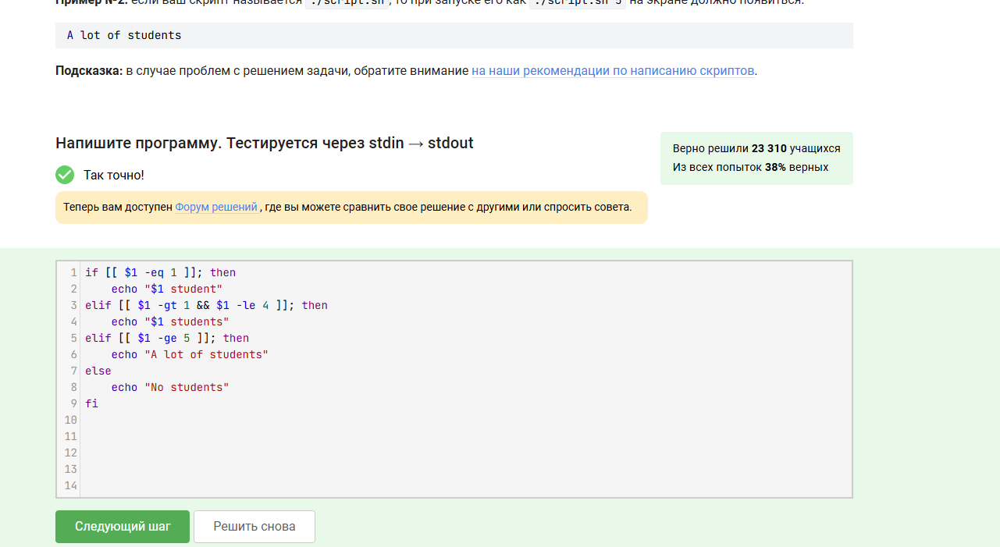 Пример №2: если ваш скрипт называется ./script.sh , то при запуске его как ./script.sh 5 на экране должно появиться:
A lot of students
Подсказка: в случае проблем с решением задачи, обратите внимание на наши рекомендации по написанию скриптов.
Напишите программу. Тестируется через stdin → stdout
Верно решили 23 310 учащихся
Из всех попыток 38% верных
Так точно!
Теперь вам доступен Форум решений , где вы можете сравнить свое решение с другими или спросить совета.
1 if [[ $1 -eq 1 ]]; then
2     echo "$1 student"
3 elif [[ $1 -gt 1 && $1 -le 4 ]]; then
4     echo "$1 students"
5 elif [[ $1 -ge 5 ]]; then
6     echo "A lot of students"
7 else
8     echo "No students"
9 fi
10
11
12
13
14
Следующий шаг
Решить снова